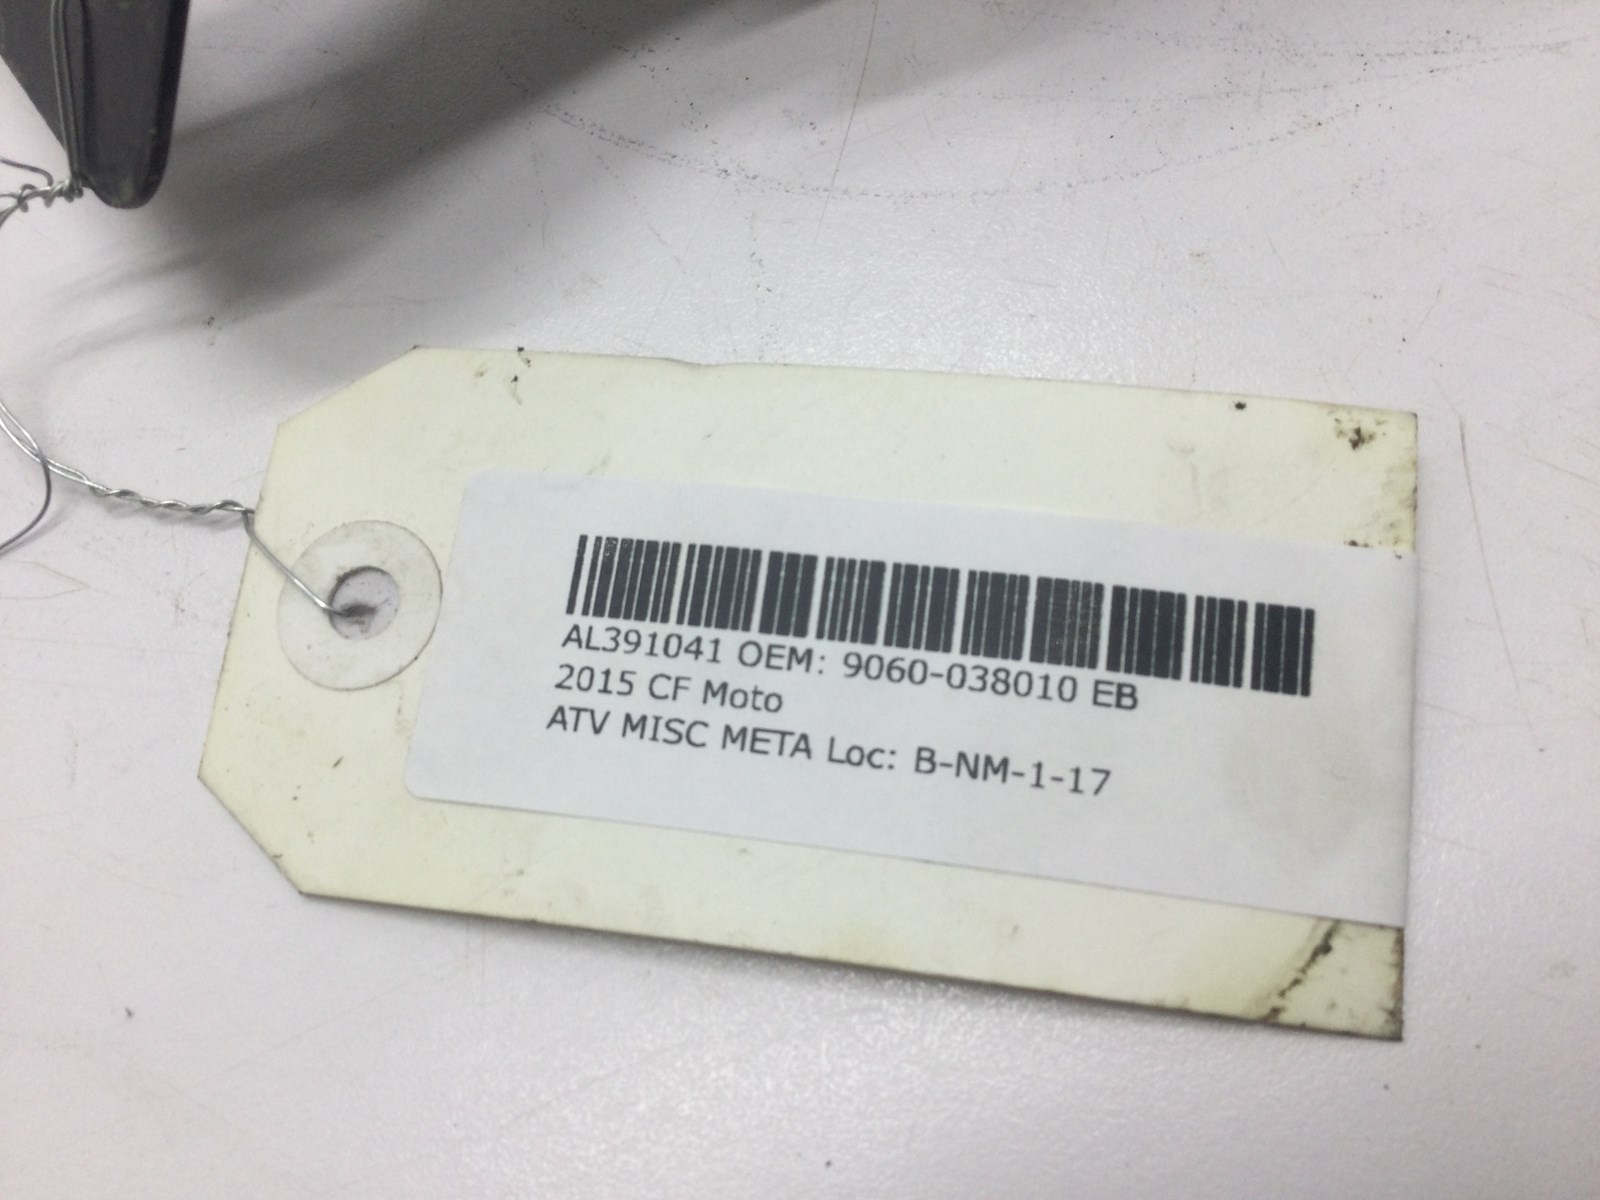 AL391041 OEM: 9060-038010 EB
2015 CF Moto
ATV MISC META Loc: B-NM-1-17